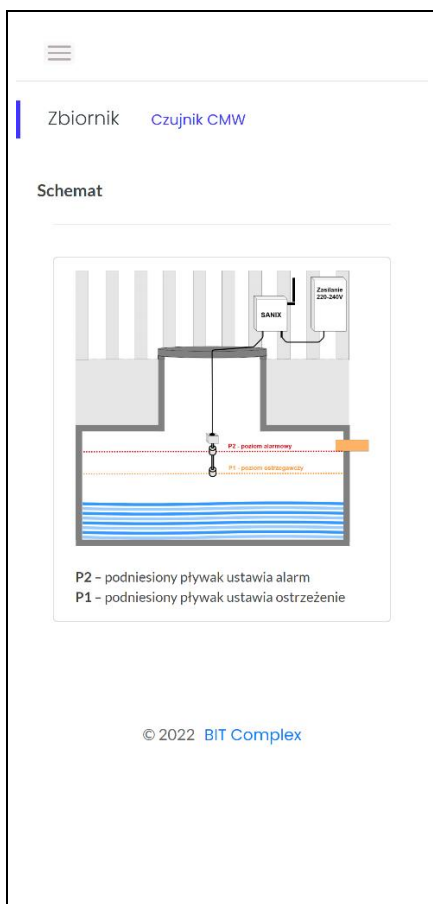 Zbiornik Czujnik CMW
Schemat
Zasilanie
220-240V
SANIX
P2 - poziom alarmowy
P1 - poziom ostrzegawczy
P2 – podniesiony pływak ustawia alarm
P1 – podniesiony pływak ustawia ostrzeżenie
© 2022 BIT Complex